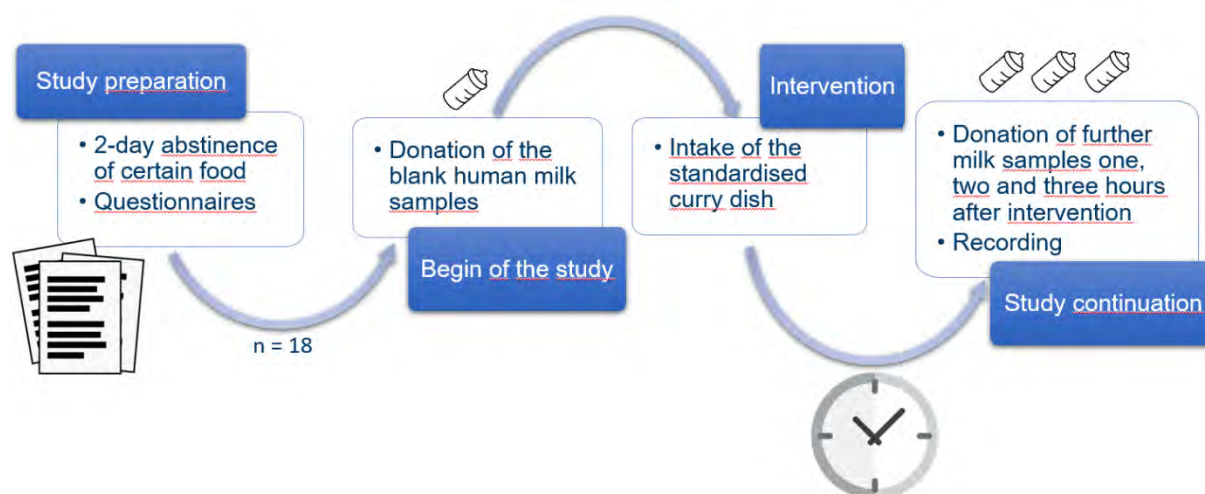 Study preparation
• 2-day abstinence
of certain food
• Questionnaires
n = 18
• Donation of the
blank human milk
samples
Begin of the study
Intervention
• Intake of the
standardised
curry dish
• Donation of further
milk samples one,
two and three hours
after intervention
• Recording
Study continuation